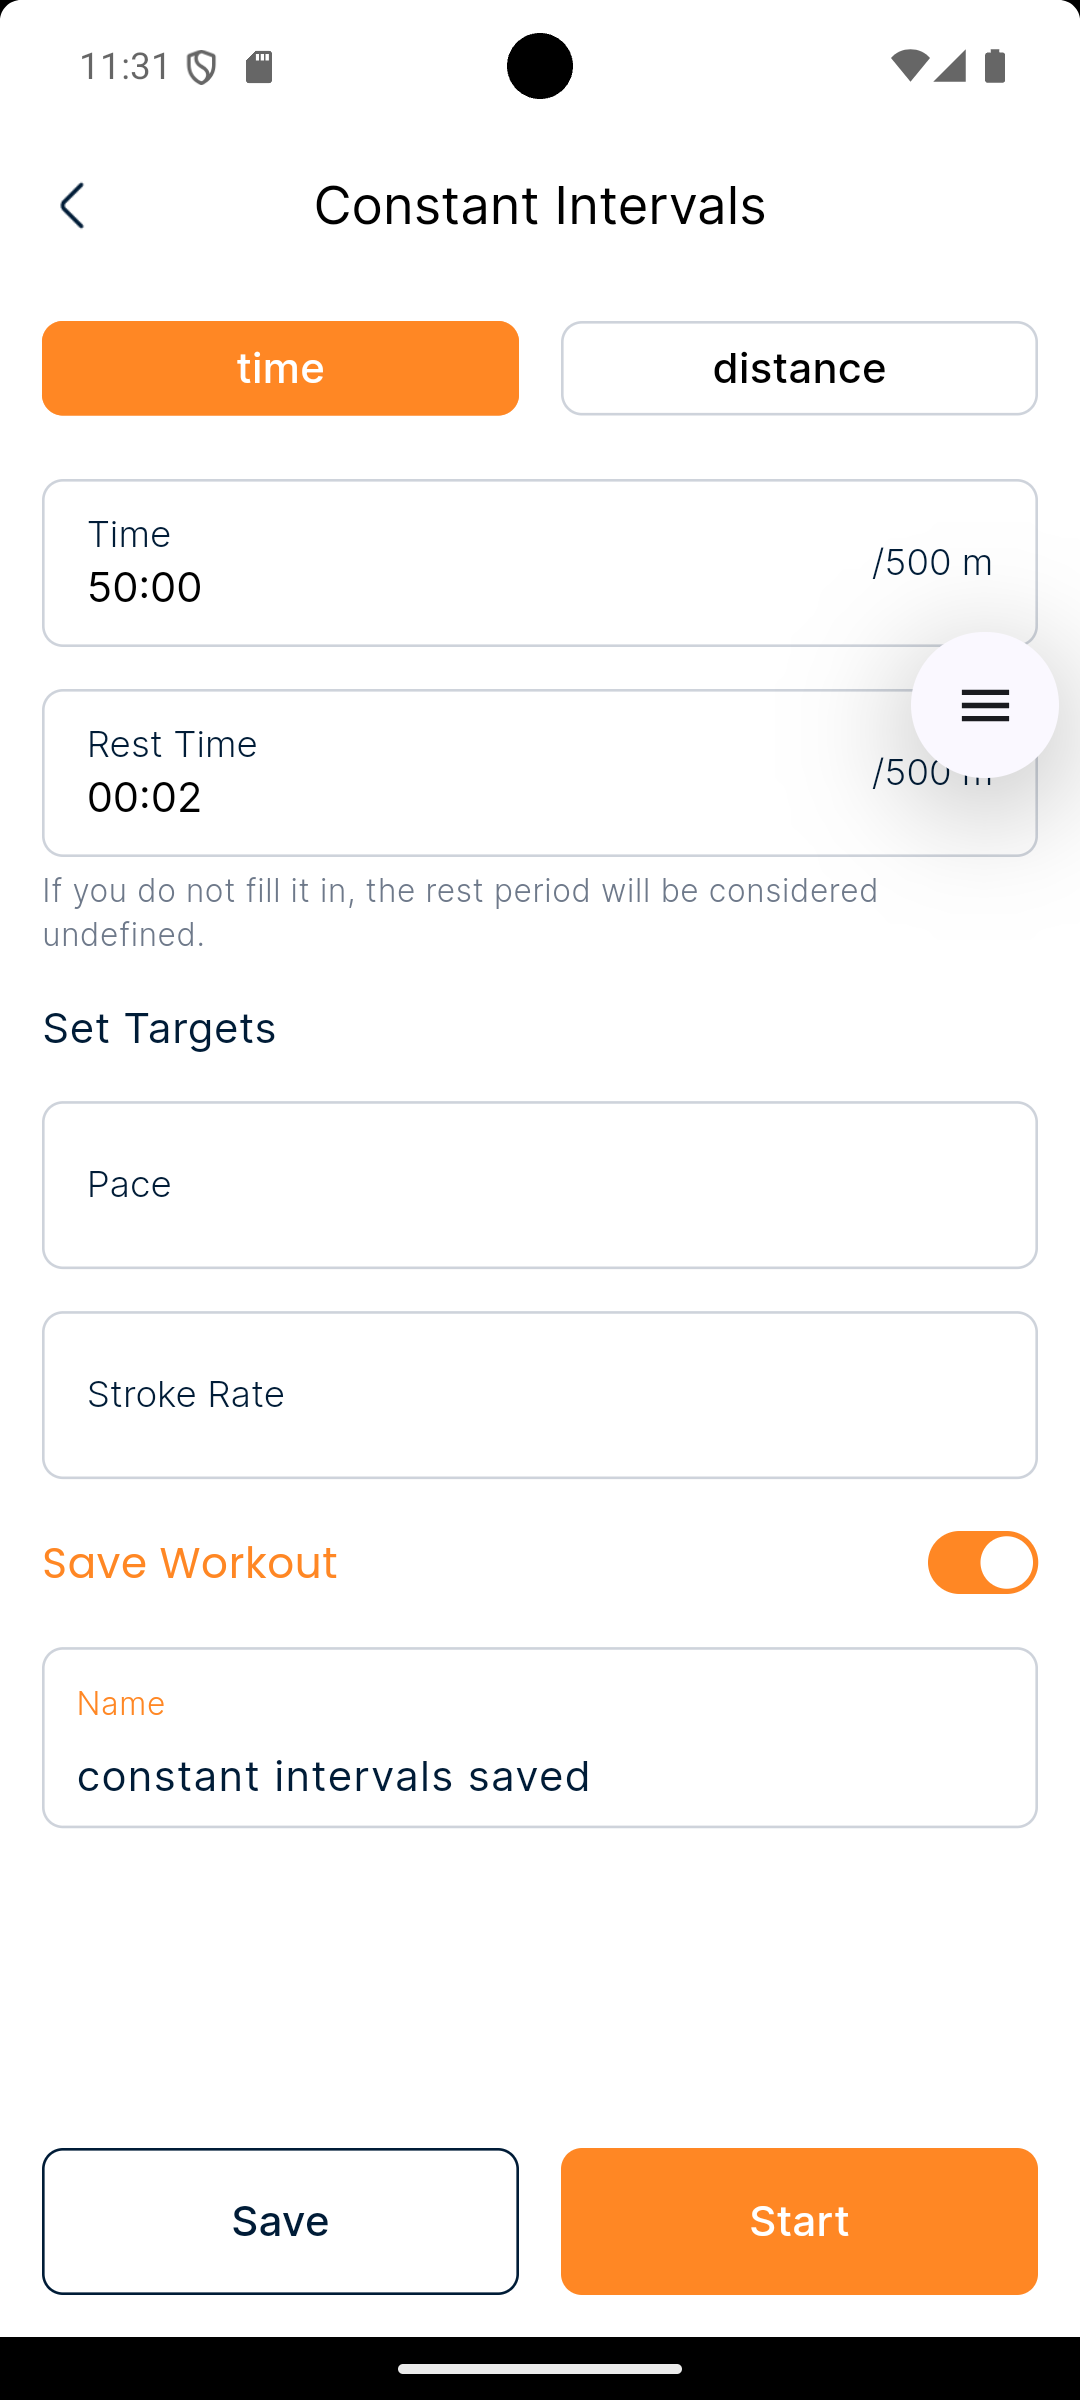 11:31
Constant Intervals
time
distance
Time
50:00
/500 m
Rest Time
00:02
/500 m
If you do not fill it in, the rest period will be considered
undefined.
Set Targets
Pace
Stroke Rate
Save Workout
Name
constant intervals saved
Save
Start